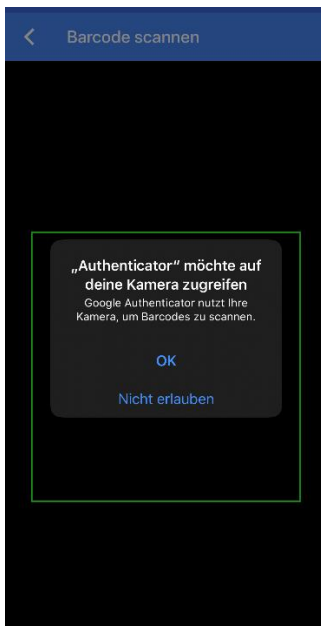 Barcode scannen
„Authenticator“ möchte auf
deine Kamera zugreifen
Google Authenticator nutzt Ihre
Kamera, um Barcodes zu scannen.
OK
Nicht erlauben